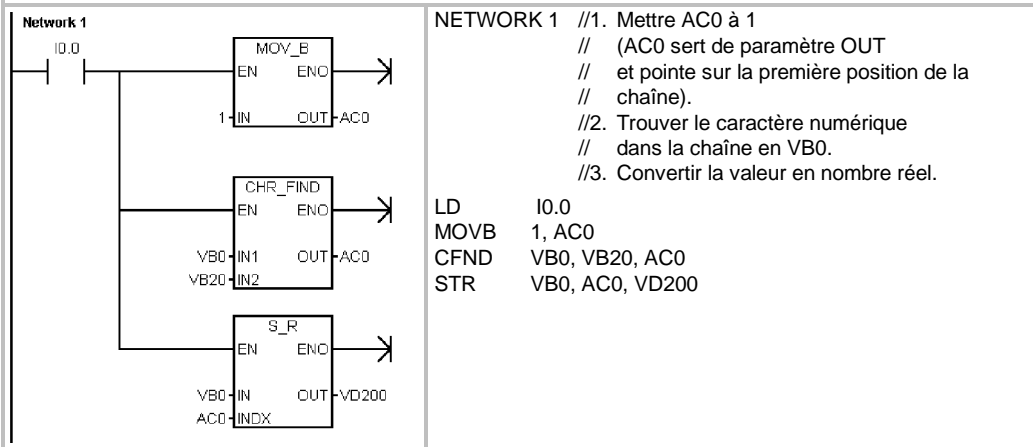 Network 1
I0.0
MOV_B
EN ENO
1 IN OUT AC0
CHR_FIND
EN ENO
VB0 IN1 OUT AC0
VB20 IN2
S_R
EN ENO
VB0 IN OUT VD200
AC0 INDX
NETWORK 1 //1. Mettre AC0 à 1
// (AC0 sert de paramètre OUT
// et pointe sur la première position de la
// chaîne).
//2. Trouver le caractère numérique
// dans la chaîne en VB0.
//3. Convertir la valeur en nombre réel.
LD I0.0
MOVB 1, AC0
CFND VB0, VB20, AC0
STR VB0, AC0, VD200